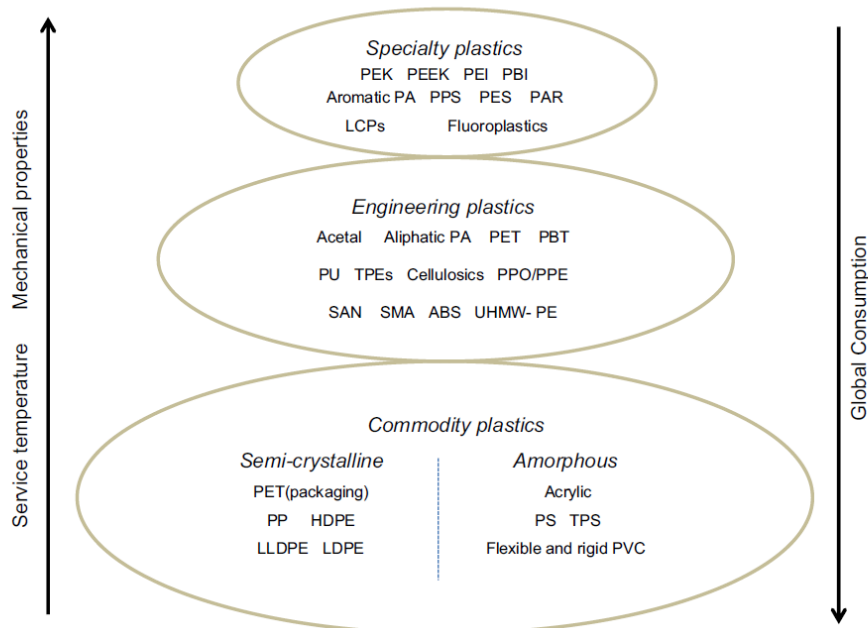 Specialty plastics
PEK PEEK PEI PBI
Aromatic PA PPS PES PAR
LCPs Fluoroplastics
Engineering plastics
Acetal Aliphatic PA PET PBT
PU TPEs Cellulosics PPO/PPE
SAN SMA ABS UHMW- PE
Commodity plastics
Semi-crystalline
PET(packaging)
PP HDPE
LLDPE LDPE
Amorphous
Acrylic
PS TPS
Flexible and rigid PVC
Service temperature Mechanical properties
Global Consumption